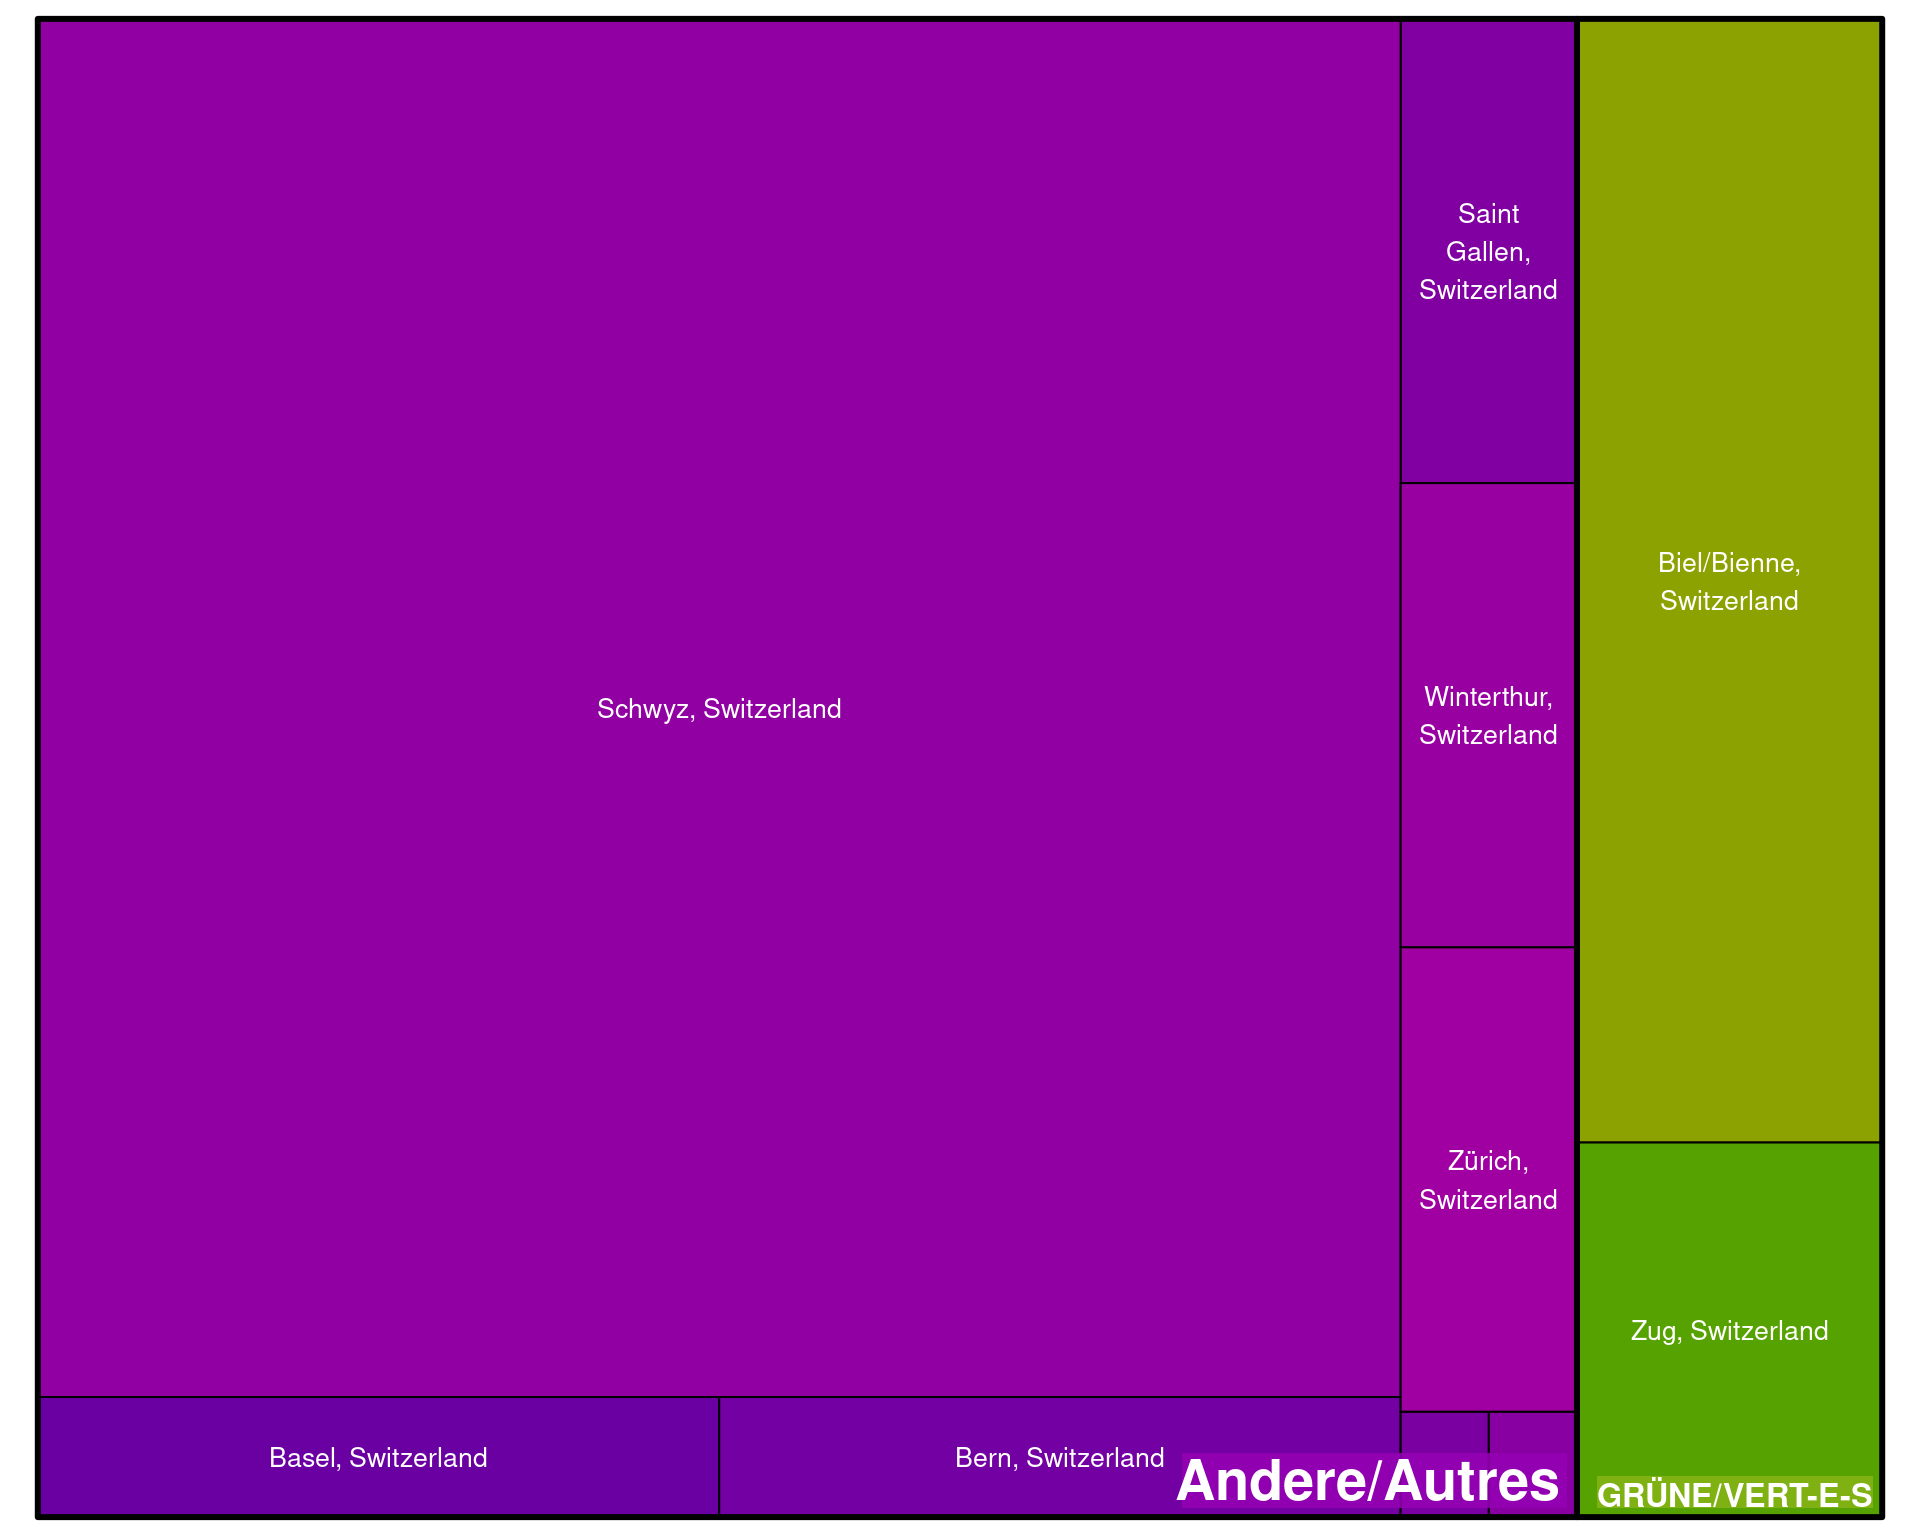 Saint
Gallen,
Switzerland
Biel/Bienne,
Switzerland
Schwyz, Switzerland
Winterthur,
Switzerland
Zürich,
Switzerland
Zug, Switzerland
Basel, Switzerland
Bern, Switzerland
Andere/Autres
GRÜNE/VERT-E-S